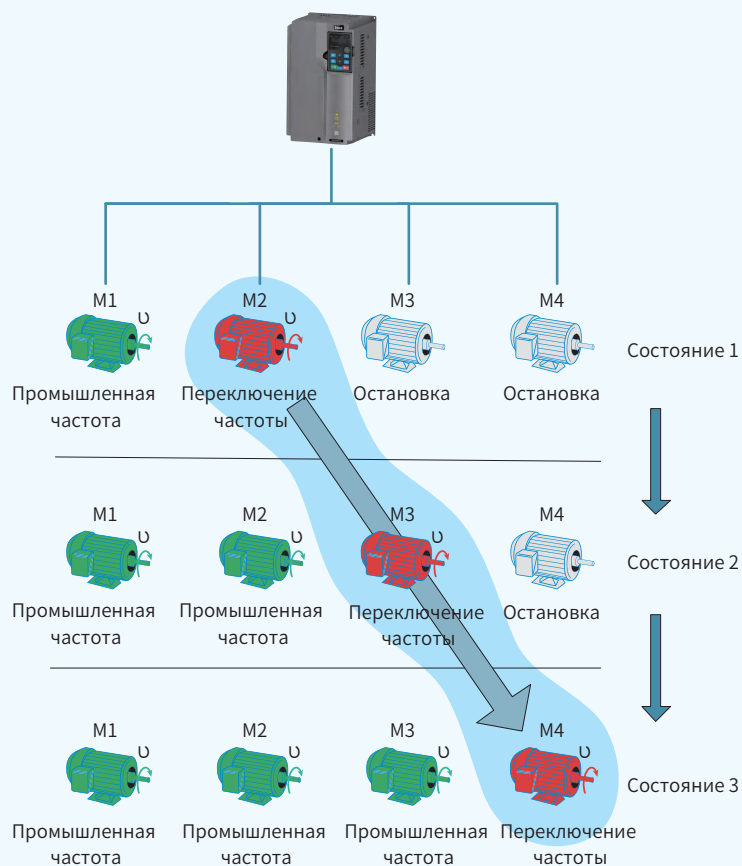 M1
M2
M3
M4
Промышленная
частота
Переключение
частоты
Остановка
Остановка
Состояние 1
M1
M2
M3
M4
Промышленная
частота
Промышленная
частота
Переключение
частоты
Остановка
Состояние 2
M1
M2
M3
M4
Промышленная
частота
Промышленная
частота
Промышленная
частота
Переключение
частоты
Состояние 3